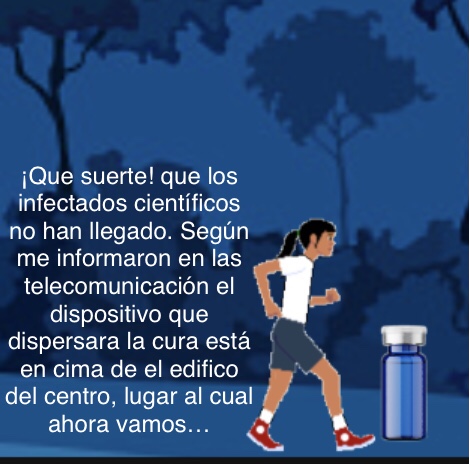 ¡Que suerte! que los
infectados científicos
no han llegado. Según
me informaron en las
telecomunicación el
dispositivo que
dispersara la cura está
en cima de el edifico
del centro, lugar al cual
ahora vamos…